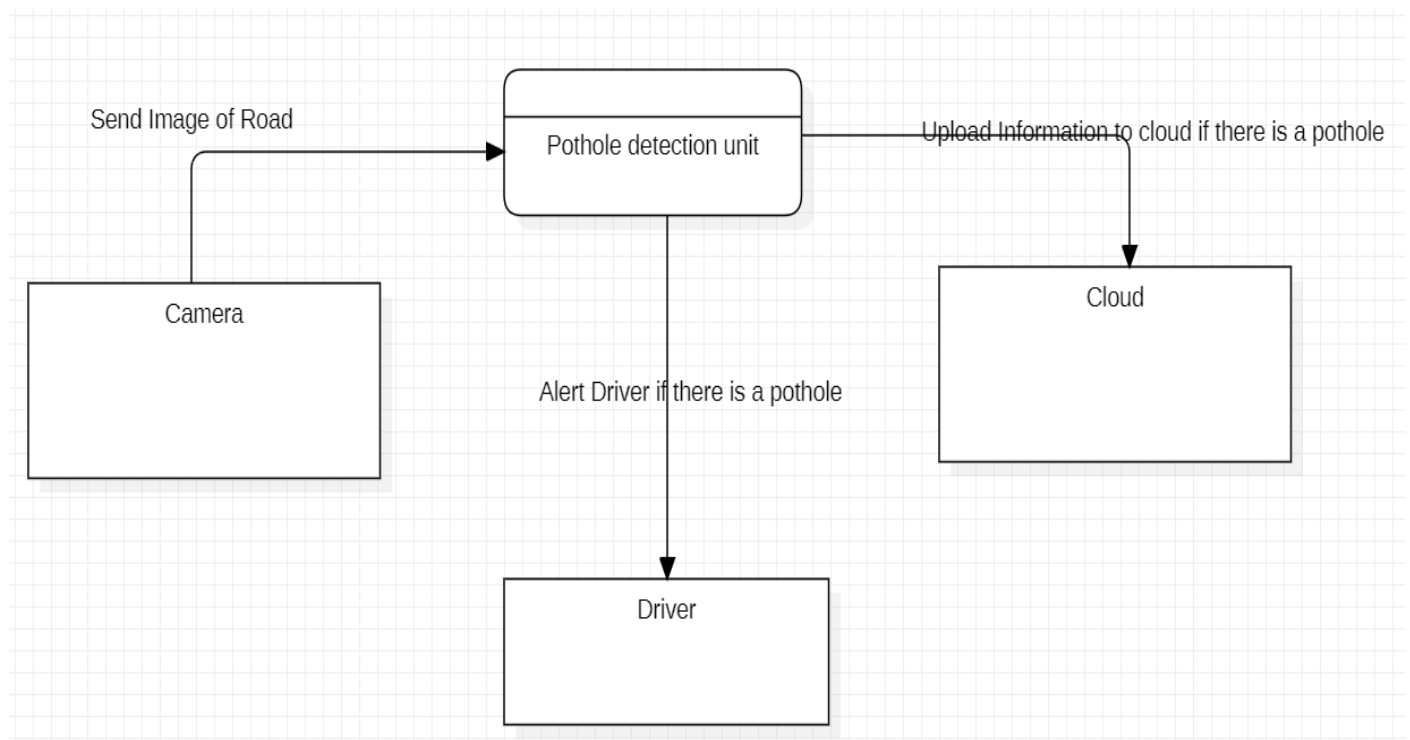 Send Image of Road
Pothole detection unit
Upload Information to cloud if there is a pothole
Camera
Cloud
Alert Driver if there is a pothole
Driver